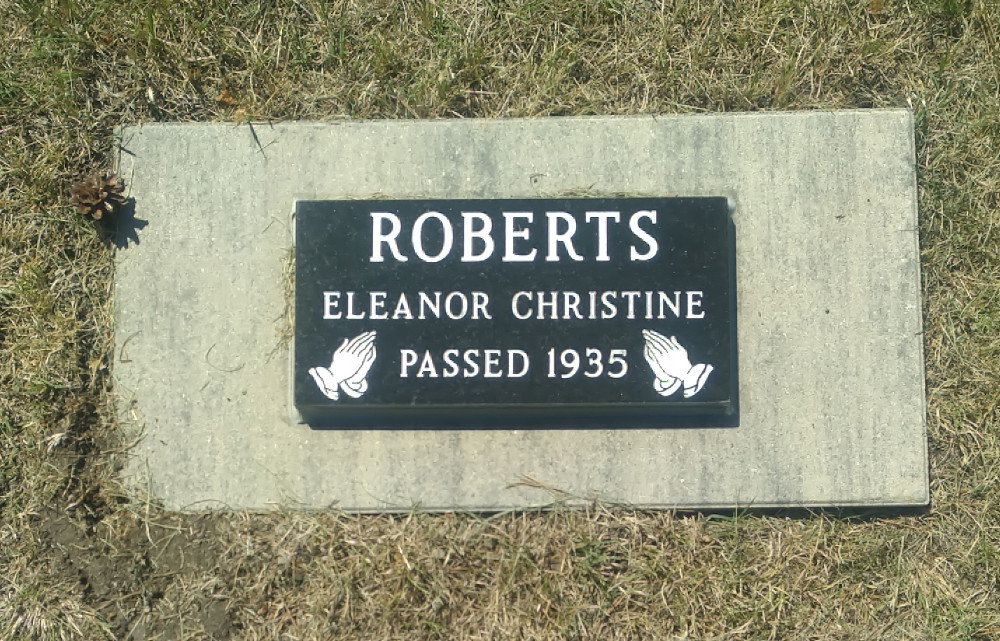 ROBERTS
ELEANOR CHRISTINE
PASSED 1935